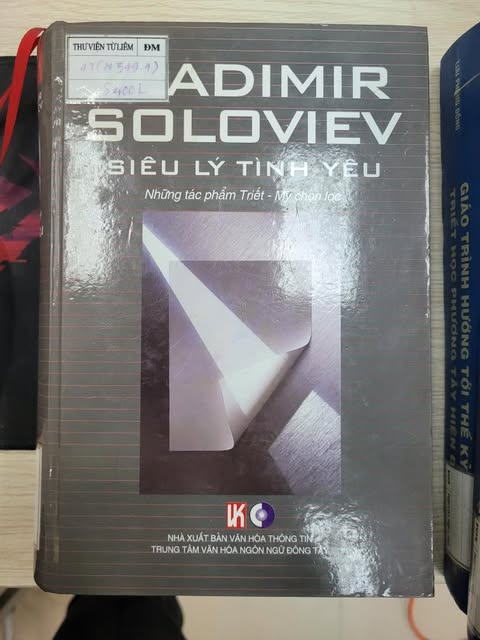 THƯ VIỆN TỪ LIÊM ĐM
ADIMIR
SOLOVIEV
SIÊU LÝ TÌNH YÊU
Những tác phẩm Triết - Mỹ chọn lọc
NHÀ XUẤT BẢN VĂN HÓA THÔNG TIN
TRUNG TÂM VĂN HÓA NGÔN NGỮ ĐÔNG TÂY
GIÁO TRÌNH HƯỚNG TỚI THẾ KỶ
TRIẾT HỌC PHƯƠNG TÂY HIỆN